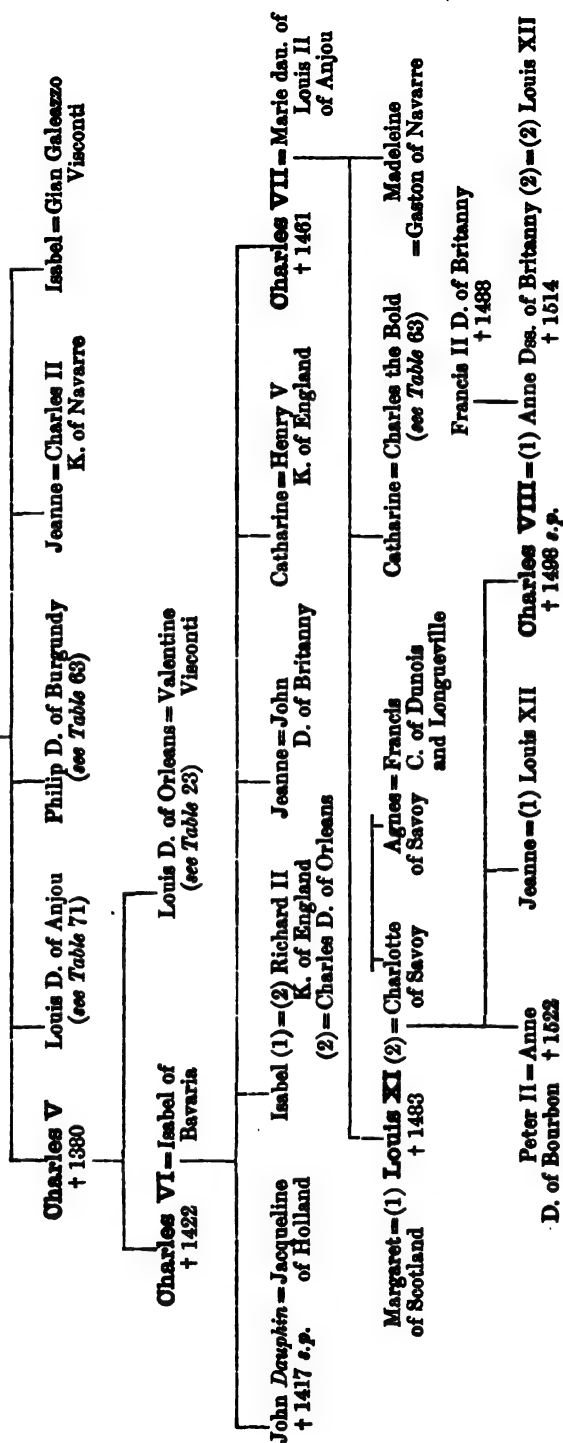 Charles V
† 1380
Louis D. of Anjou
(see Table 71)
Philip D. of Burgundy
(see Table 63)
Jeanne=Charles II
K. of Navarre
Isabel=Gian Galeazzo
Visconti
Charles VI=Isabel of
† 1422 Bavaria
Louis D. of Orleans=Valentine
(see Table 23) Visconti
John Dauphin=Jacqueline
† 1417 s.p. of Holland
Isabel (1)=(2) Richard II
K. of England
(2)=Charles D. of Orleans
Jeanne=John
D. of Britanny
Catharine=Henry V
K. of England
Charles VII=Marie dau. of
† 1461 Louis II
of Anjou
Margaret=(1) Louis XI (2)=Charlotte
of Scotland † 1483 of Savoy
Agnes=Francis
of Savoy C. of Dunois
and Longueville
Catharine=Charles the Bold
(see Table 63)
Madeleine
=Gaston of Navarre
Francis II D. of Britanny
† 1488
Peter II=Anne
D. of Bourbon † 1522
Jeanne=(1) Louis XII
Charles VIII=(1) Anne Dss. of Britanny (2)=(2) Louis XII
† 1498 s.p. † 1514